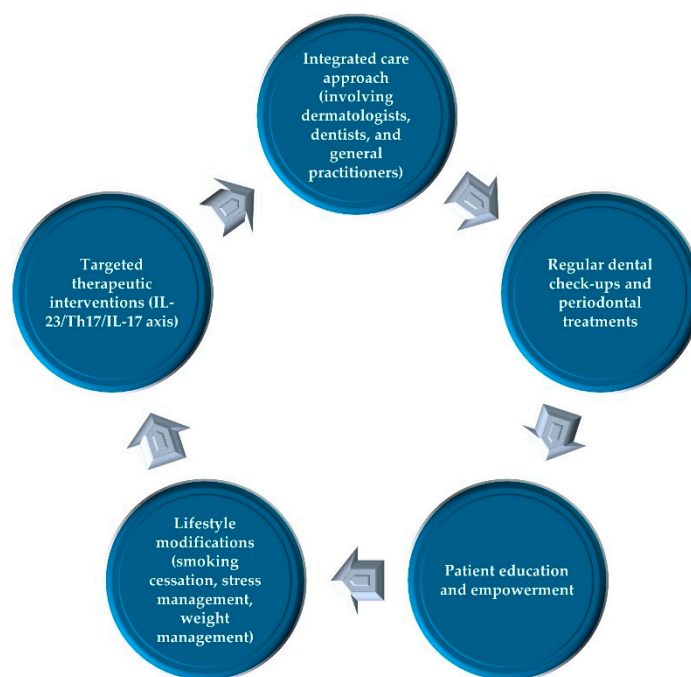 Integrated care
approach
(involving
dermatologists,
dentists, and
general
practitioners)
Regular dental
check-ups and
periodontal
treatments
Patient education
and empowerment
Lifestyle
modifications
(smoking
cessation, stress
management,
weight
management)
Targeted
therapeutic
interventions (IL-
23/Th17/IL-17 axis)